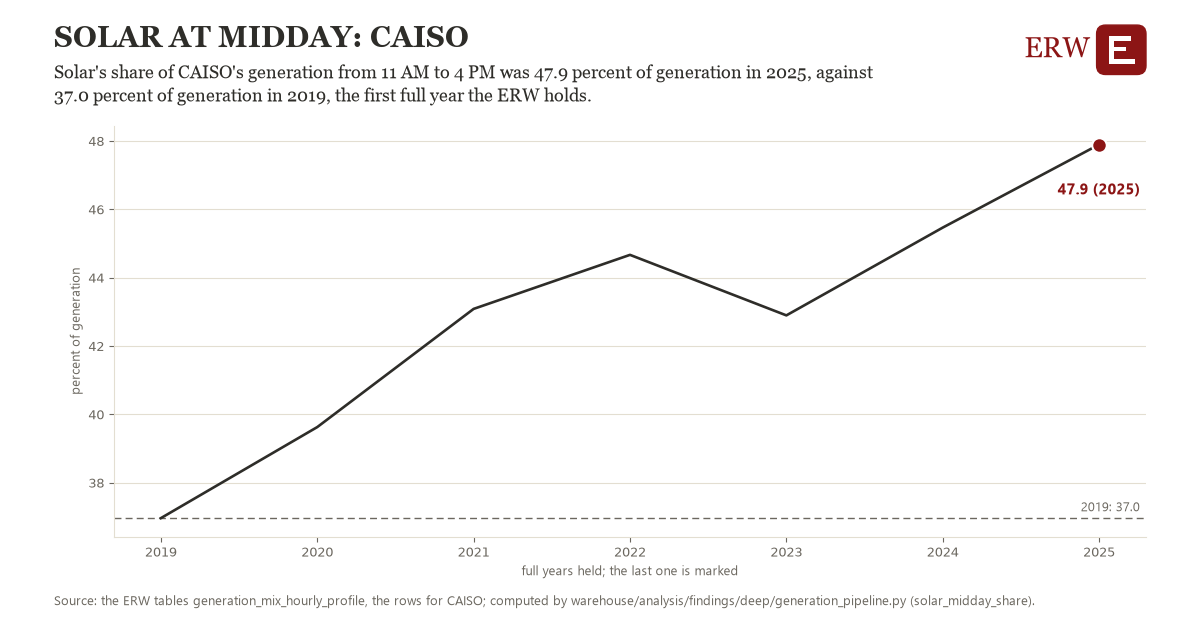 SOLAR AT MIDDAY: CAISO
Solar's share of CAISO's generation from 11 AM to 4 PM was 47.9 percent of generation in 2025, against
37.0 percent of generation in 2019, the first full year the ERW holds.
ERW E
48
46
44
42
40
38
percent of generation
47.9 (2025)
2019: 37.0
2019 2020 2021 2022 2023 2024 2025
full years held; the last one is marked
Source: the ERW tables generation_mix_hourly_profile, the rows for CAISO; computed by warehouse/analysis/findings/deep/generation_pipeline.py (solar_midday_share).